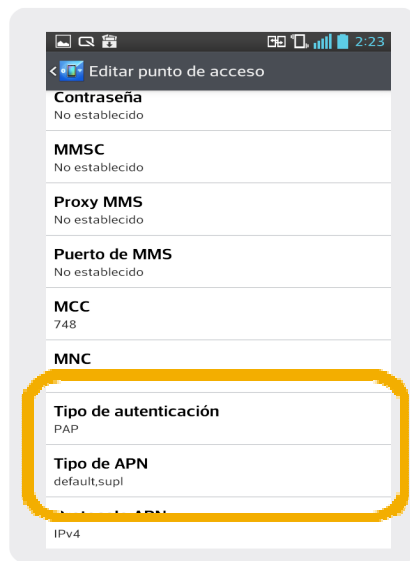 2:23
Editar punto de acceso
Contraseña
No establecido
MMSC
No establecido
Proxy MMS
No establecido
Puerto de MMS
No establecido
MCC
748
MNC
Tipo de autenticación
PAP
Tipo de APN
default,supl
APN
IPv4